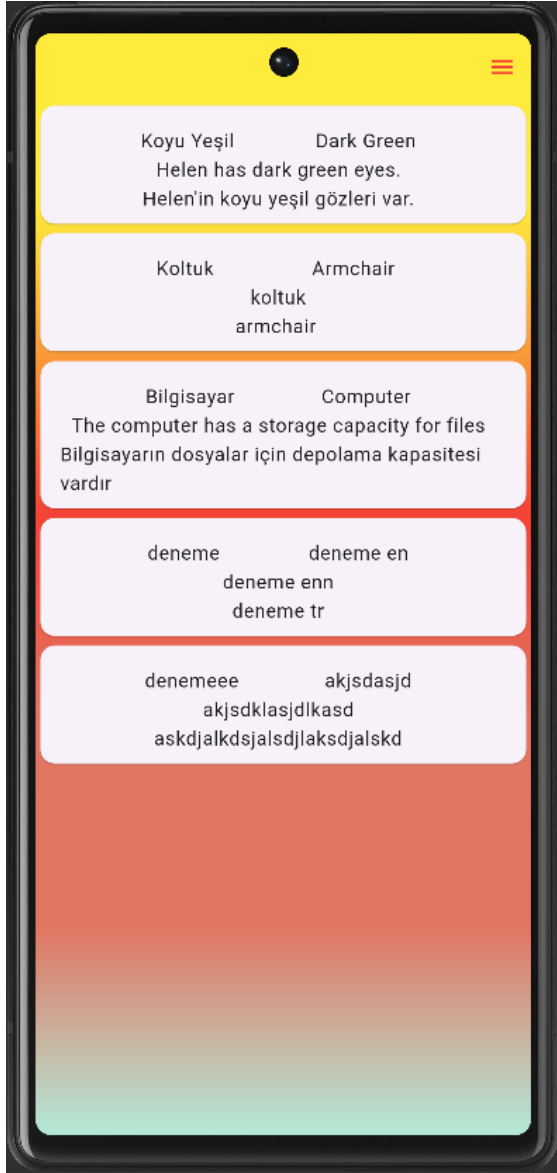 Koyu Yeşil Dark Green
Helen has dark green eyes.
Helen'in koyu yeşil gözleri var.
Koltuk Armchair
koltuk
armchair
Bilgisayar Computer
The computer has a storage capacity for files
Bilgisayarın dosyalar için depolama kapasitesi
vardır
deneme deneme en
deneme enn
deneme tr
denemeee akjsdasjd
akjsdklasjdlkasd
askdjalkdsjalsdjlaksdjalskd